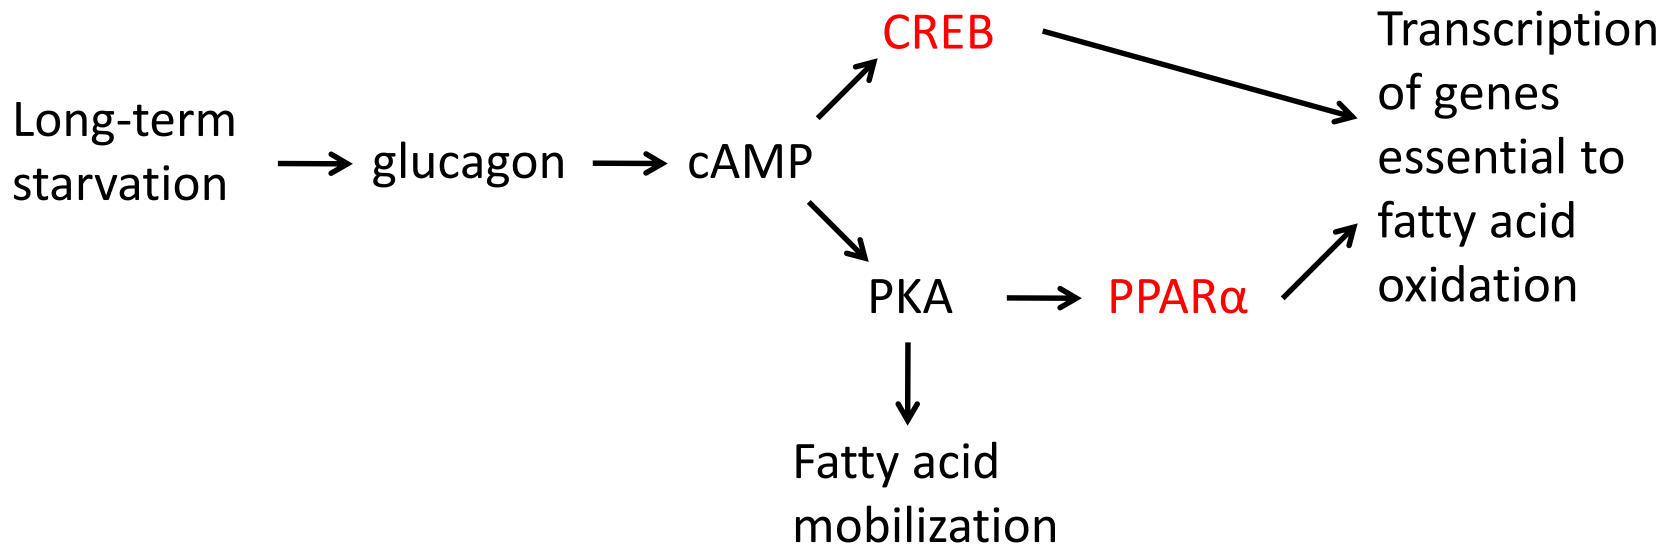 Long-term
starvation
glucagon
cAMP
CREB
PKA
PPARα
Fatty acid
mobilization
Transcription
of genes
essential to
fatty acid
oxidation